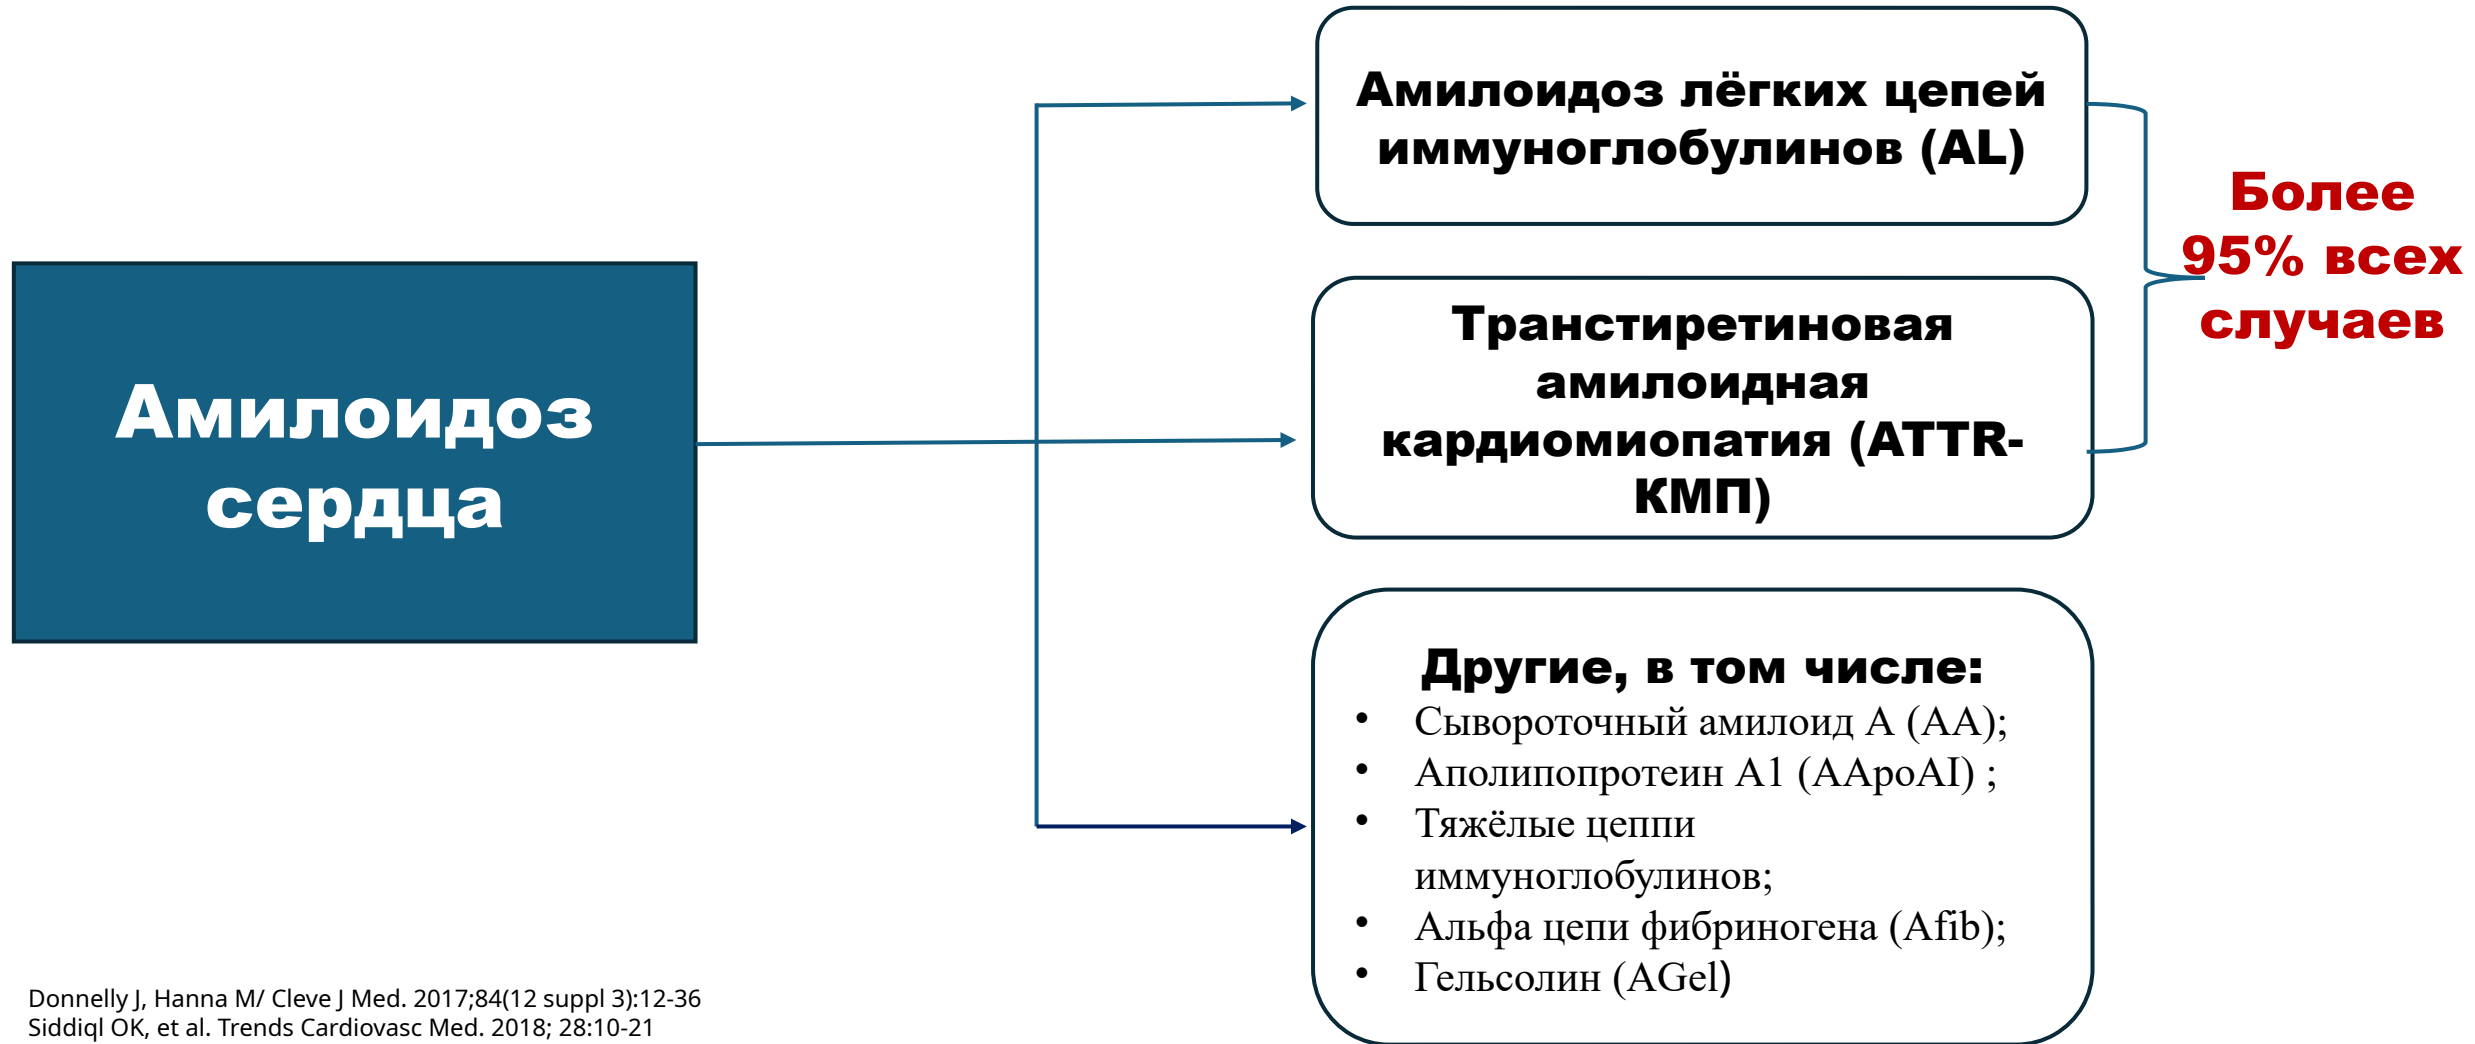 Амилоидоз
сердца
Амилоидоз лёгких цепей
иммуноглобулинов (AL)
Транстиретиновая
амилоидная
кардиомиопатия (ATTR-
КМП)
Более
95% всех
случаев
Другие, в том числе:
• Сывороточный амилоид А (АА);
• Аполипопротеин А1 (AApoAI) ;
• Тяжёлые цеппи
иммуноглобулинов;
• Альфа цепи фибриногена (Afib);
• Гельсолин (AGel)
Donnelly J, Hanna M/ Cleve J Med. 2017;84(12 suppl 3):12-36
Siddiql OK, et al. Trends Cardiovasc Med. 2018; 28:10-21